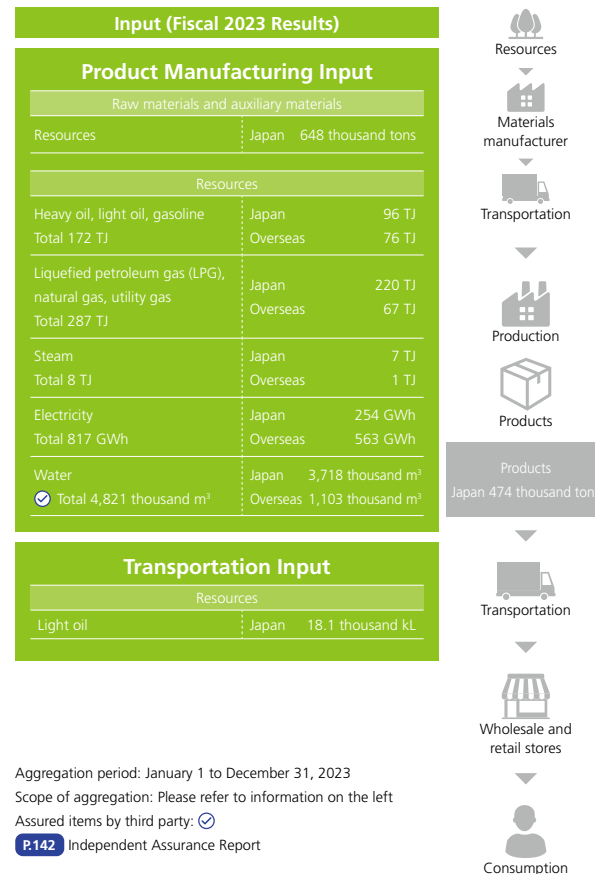 Input (Fiscal 2023 Results)
Product Manufacturing Input
Raw materials and auxiliary materials
Resources Japan 648 thousand tons
Resources
Heavy oil, light oil, gasoline Japan 96 TJ
Total 172 TJ Overseas 76 TJ
Liquefied petroleum gas (LPG),
natural gas, utility gas
Total 287 TJ
Japan 220 TJ
Overseas 67 TJ
Steam Japan 7 TJ
Total 8 TJ Overseas 1 TJ
Electricity Japan 254 GWh
Total 817 GWh Overseas 563 GWh
Water Japan 3,718 thousand m³
Total 4,821 thousand m³ Overseas 1,103 thousand m³
Transportation Input
Resources
Light oil Japan 18.1 thousand kL
Aggregation period: January 1 to December 31, 2023
Scope of aggregation: Please refer to information on the left
Assured items by third party:
P.142 Independent Assurance Report
Resources
Materials
manufacturer
Transportation
Production
Products
Products
Japan 474 thousand ton
Transportation
Wholesale and
retail stores
Consumption